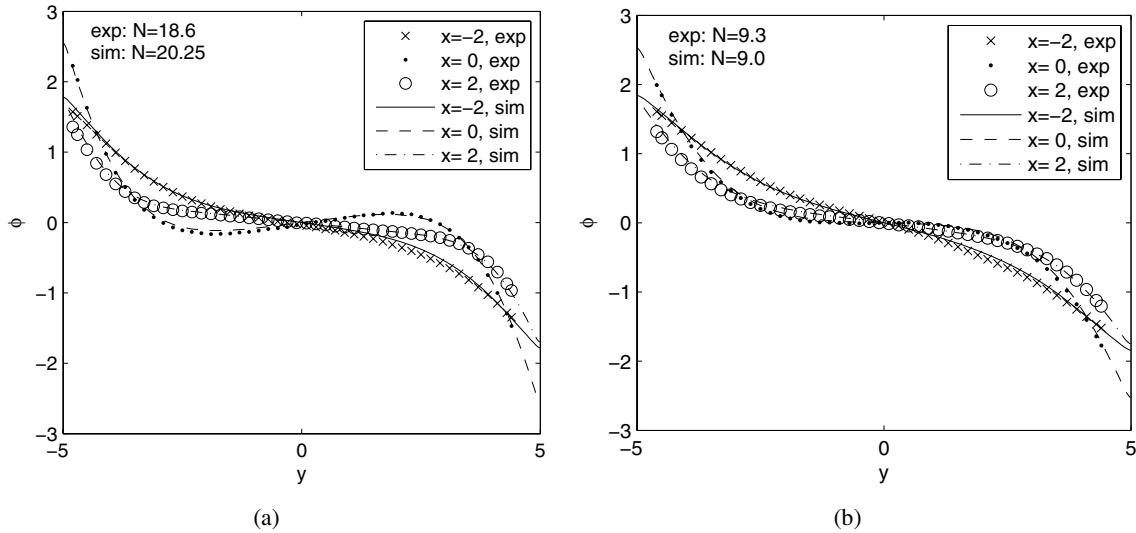 exp: N=18.6
sim: N=20.25
x=−2, exp
x= 0, exp
x= 2, exp
x=−2, sim
x= 0, sim
x= 2, sim
3
2
1
0
−1
−2
−3
ϕ
−5
0
5
y
(a)
exp: N=9.3
sim: N=9.0
x=−2, exp
x= 0, exp
x= 2, exp
x=−2, sim
x= 0, sim
x= 2, sim
3
2
1
0
−1
−2
−3
ϕ
−5
0
5
y
(b)